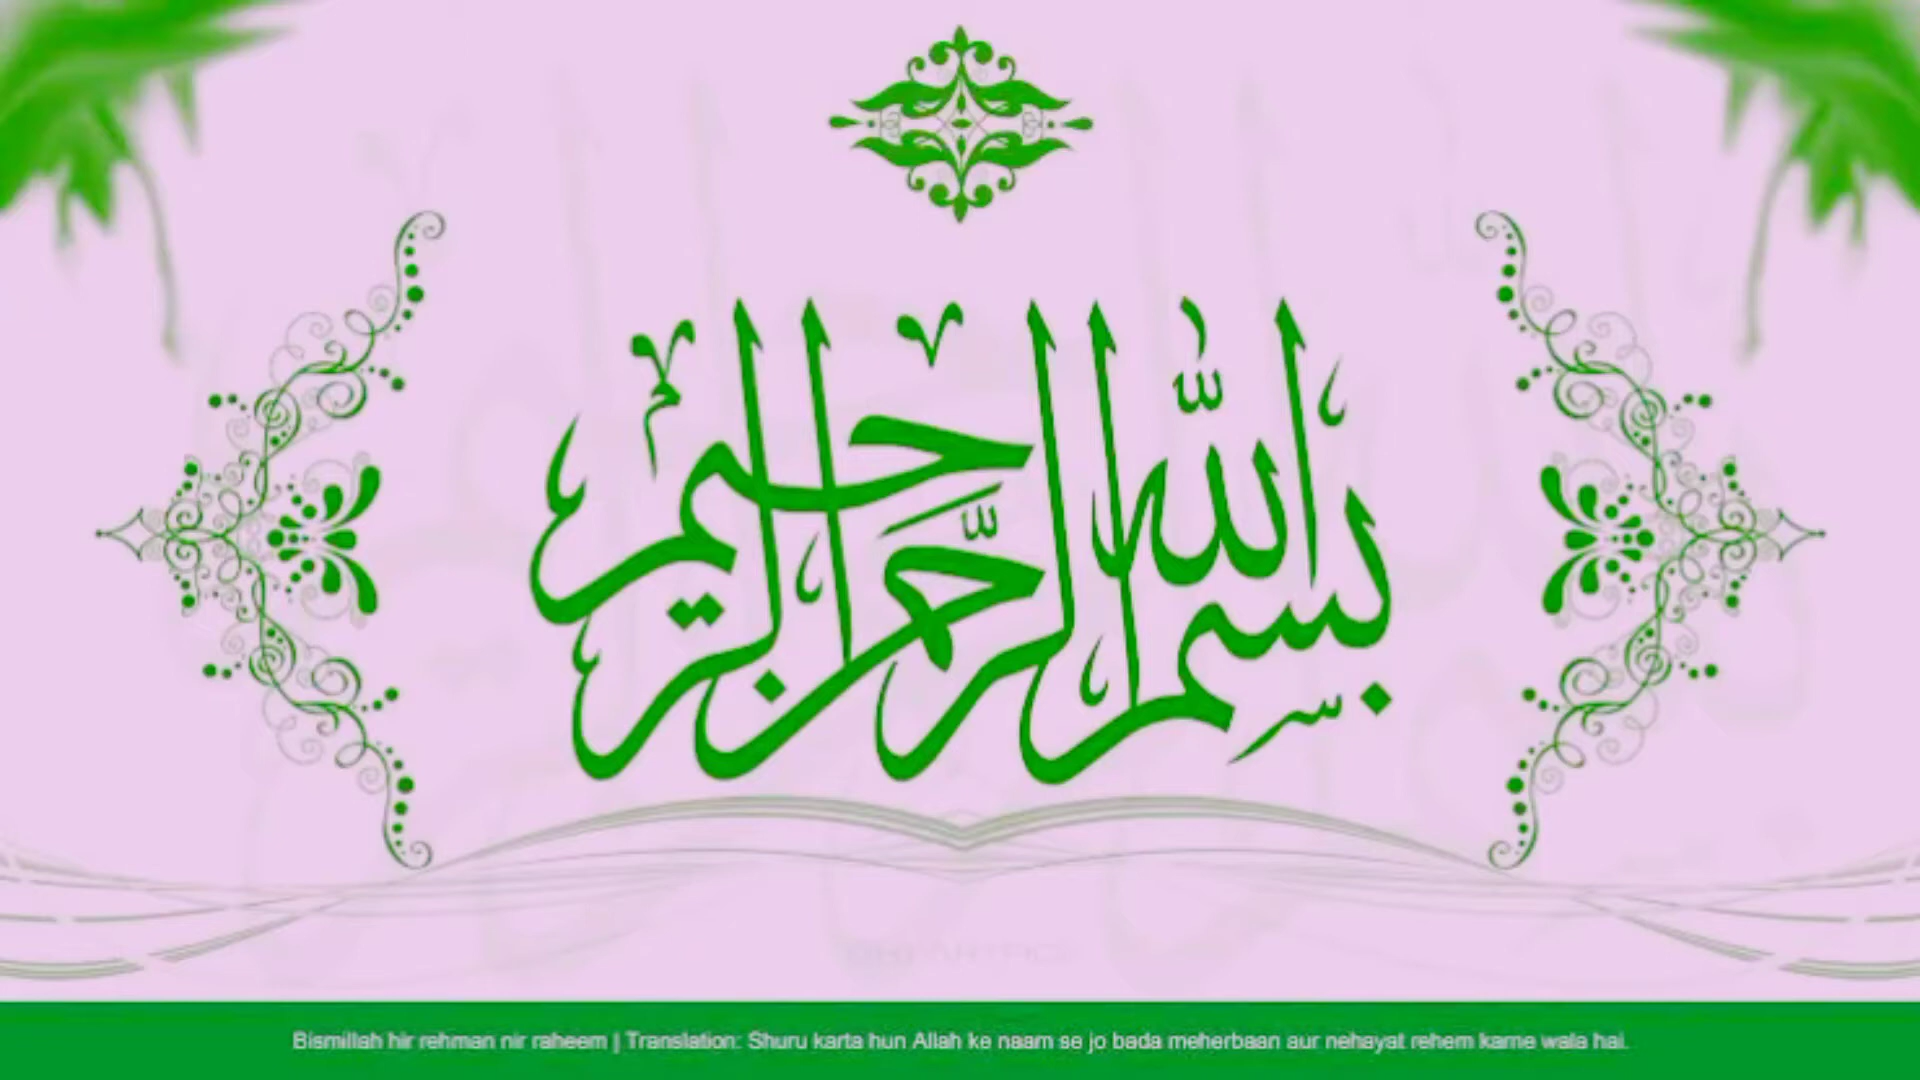 بسم الله الرحمن الرحيم
Bismillah hir rehman nir raheem | Translation: Shuru karta hun Allah ke naam se jo bada meherbaan aur nehayat rehem karne wala hai.